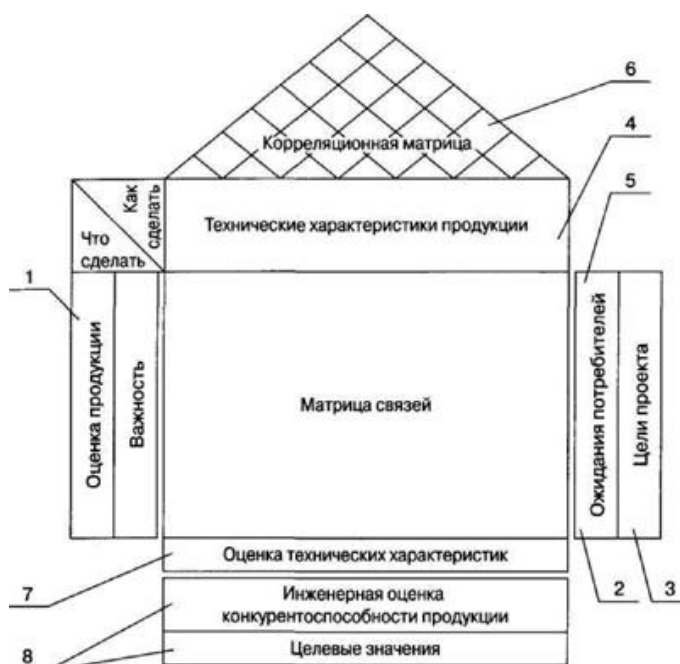 6
Корреляционная матрица
4
5
Как
сделать
Что
сделать
Технические характеристики продукции
1
Оценка продукции
Важность
Матрица связей
Ожидания потребителей
Цели проекта
Оценка технических характеристик
7
2
3
Инженерная оценка
конкурентоспособности продукции
8
Целевые значения